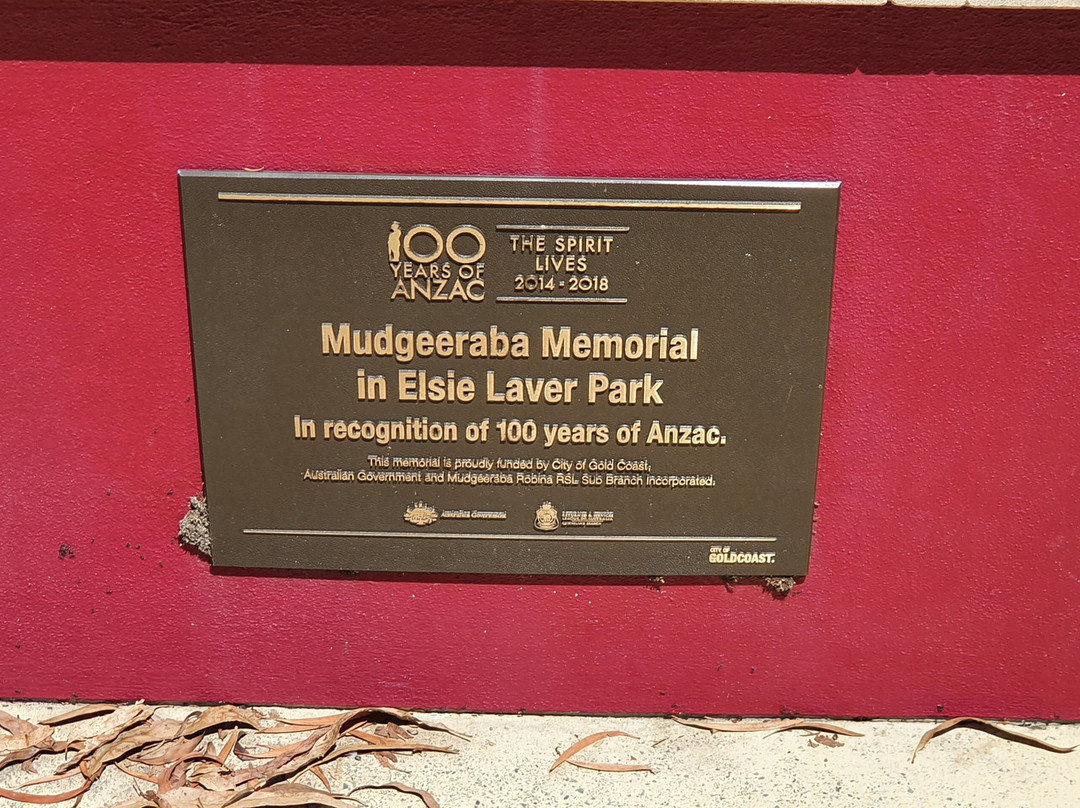 100
YEARS OF
ANZAC
THE SPIRIT
LIVES
2014 - 2018
Mudgeeraba Memorial
in Elsie Laver Park
In recognition of 100 years of Anzac.
This memorial is proudly funded by City of Gold Coast,
Australian Government and Mudgeeraba Robina RSL Sub Branch Incorporated.
Australian Government
CITY OF
GOLDCOAST.